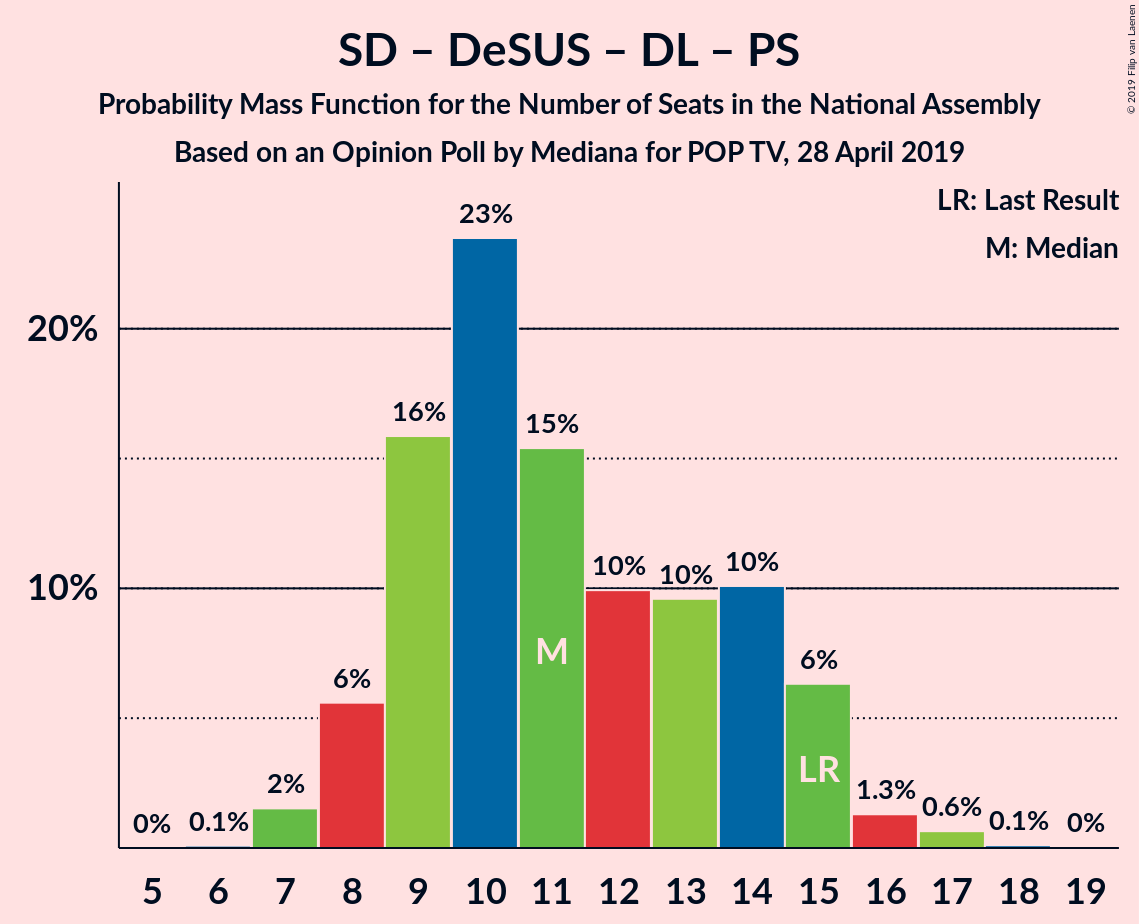 SD – DeSUS – DL – PS
Probability Mass Function for the Number of Seats in the National Assembly
Based on an Opinion Poll by Mediana for POP TV, 28 April 2019
© 2019 Filip van Laenen
LR: Last Result
M: Median
20%
10%
0%
0.1%
2%
6%
16%
23%
15%
10%
10%
10%
6%
1.3%
0.6%
0.1%
0%
M
LR
5 6 7 8 9 10 11 12 13 14 15 16 17 18 19